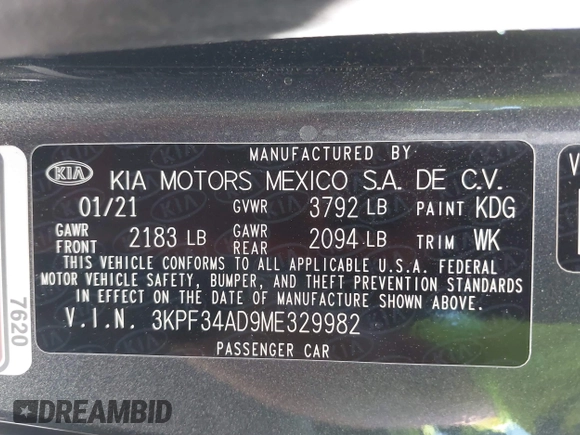 MANUFACTURED BY
KIA KIA MOTORS MEXICO S.A. DE C.V.
01/21 GVWR 3792 LB PAINT KDG
GAWR FRONT 2183 LB GAWR REAR 2094 LB TRIM WK
THIS VEHICLE CONFORMS TO ALL APPLICABLE U.S.A. FEDERAL
MOTOR VEHICLE SAFETY, BUMPER, AND THEFT PREVENTION STANDARDS
IN EFFECT ON THE DATE OF MANUFACTURE SHOWN ABOVE.
V.I.N. 3KPF34AD9ME329982
PASSENGER CAR
7620
DREAMBID